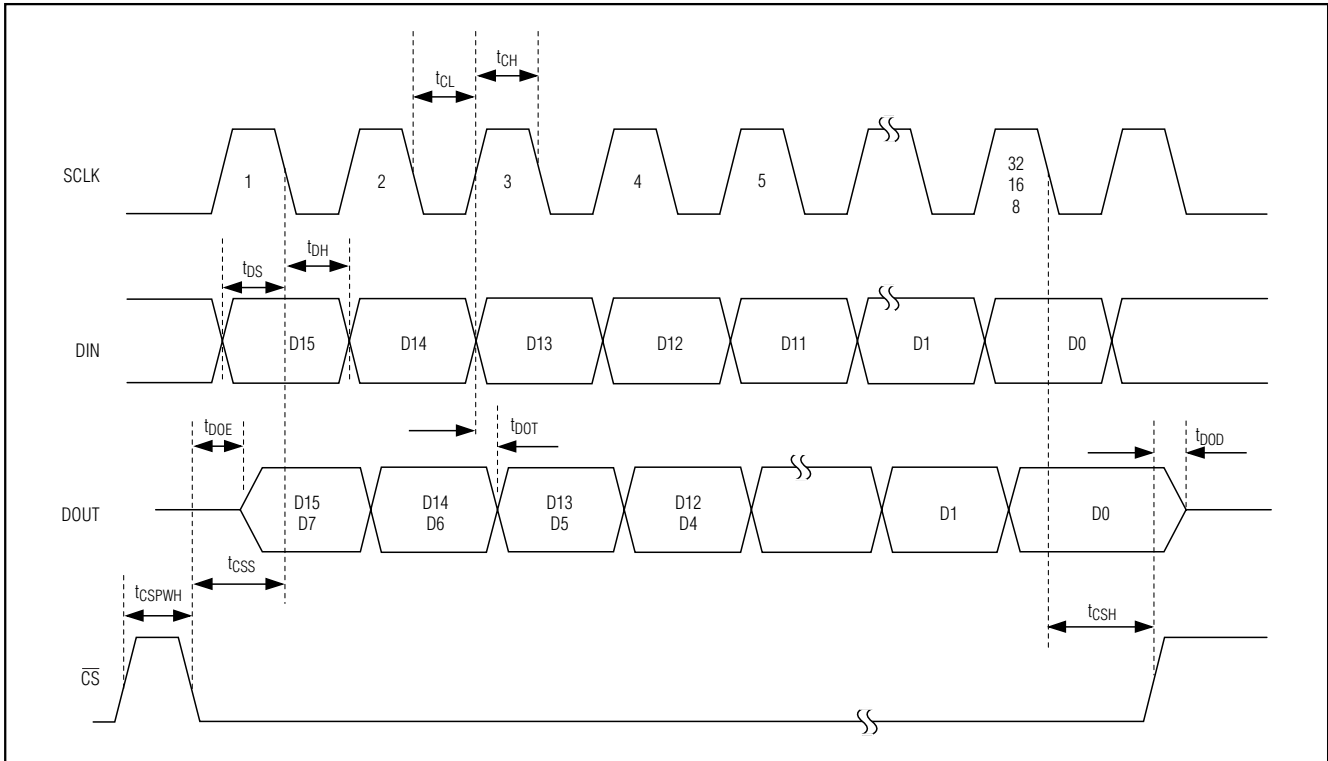 tCL
tCH
SCLK
1
2
3
4
5
32
16
8
tDS
tDH
DIN
D15
D14
D13
D12
D11
D1
D0
tDOE
tDOT
tDOD
DOUT
D15
D7
D14
D6
D13
D5
D12
D4
D1
D0
tCSS
tCSPWH
tCSH
CS